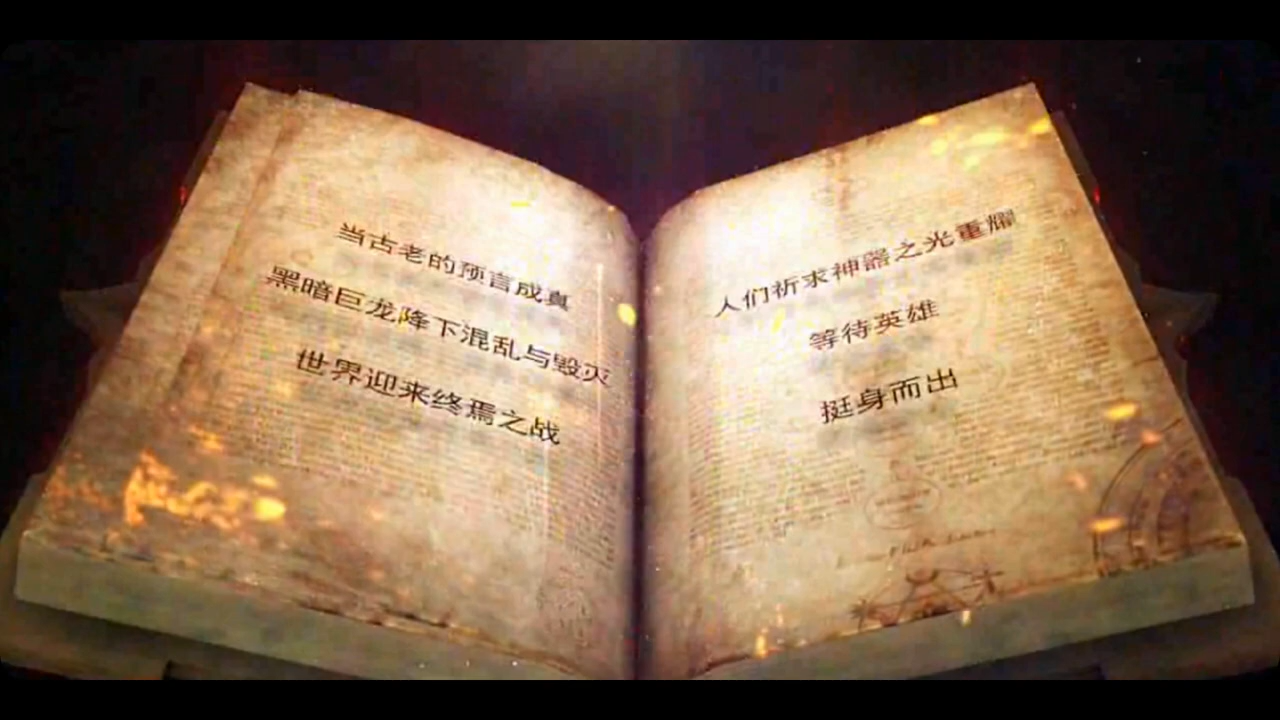 当古老的预言成真
黑暗巨龙降下混乱与毁灭
世界迎来终焉之战
人们祈求神器之光重耀
等待英雄
挺身而出